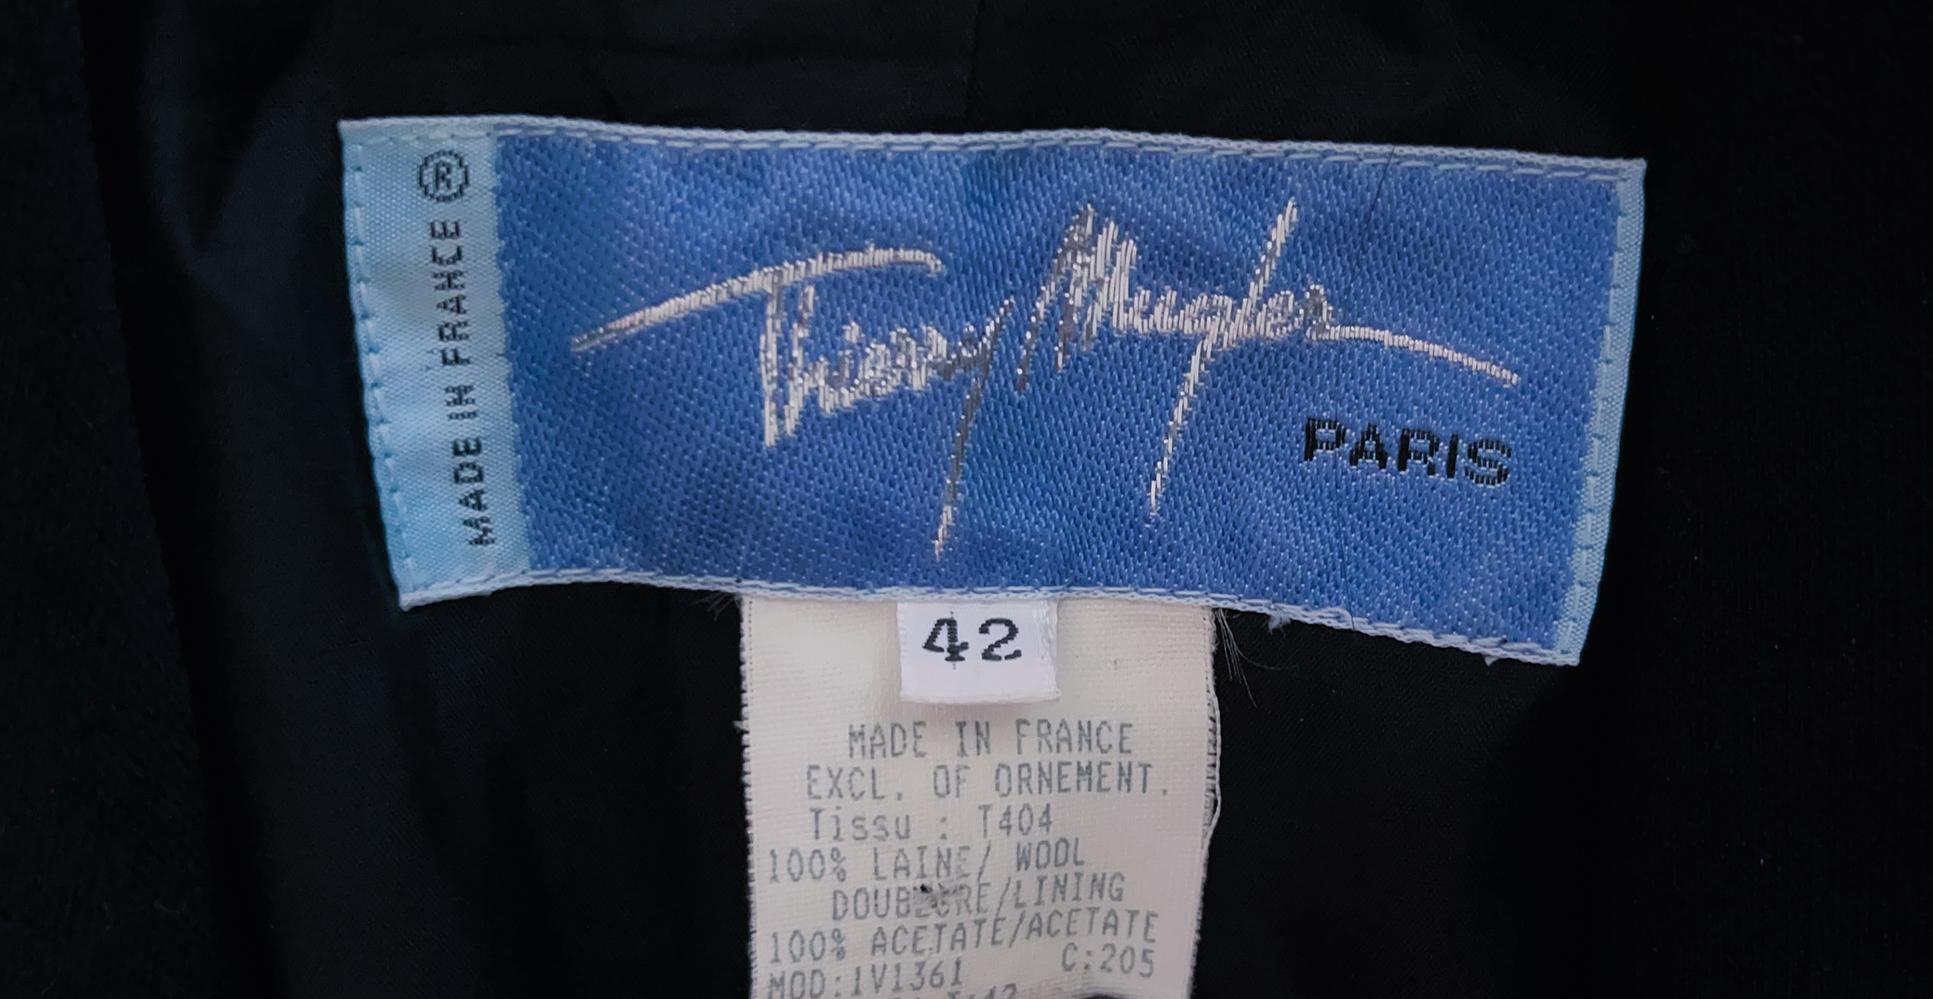 MADE IN FRANCE ®
Thierry Mugler
PARIS
42
MADE IN FRANCE
EXCL. OF ORNEMENT.
Tissu : T404
100% LAINE/ WOOL
DOUBLURE/LINING
100% ACETATE/ACETATE
MOD:1V1361 C:205